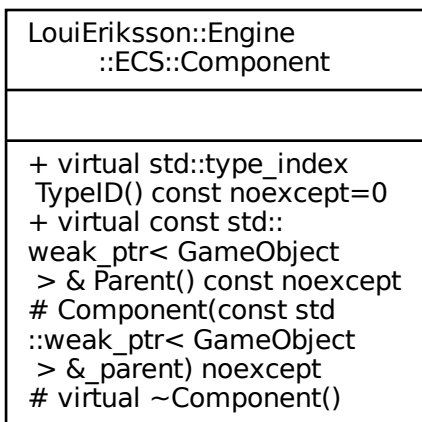 LouiEriksson::Engine
::ECS::Component
+ virtual std::type_index
TypeID() const noexcept=0
+ virtual const std::
weak_ptr< GameObject
> & Parent() const noexcept
# Component(const std
::weak_ptr< GameObject
> &_parent) noexcept
# virtual ~Component()